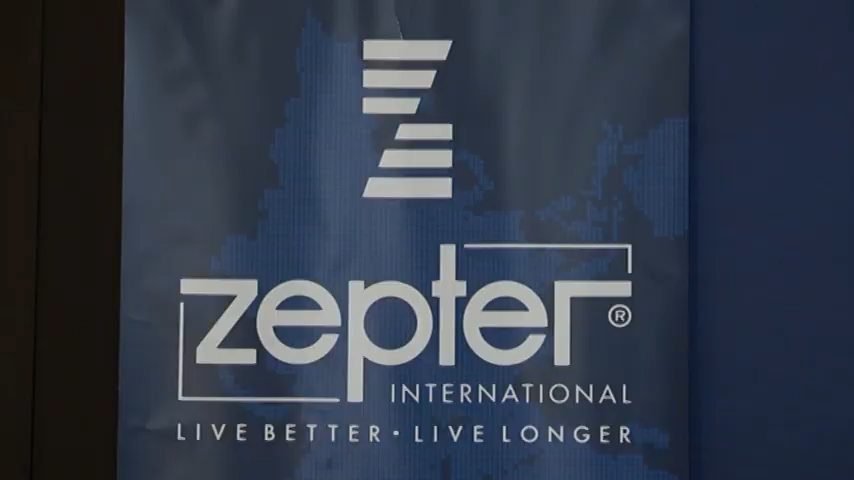 zepter®
INTERNATIONAL
LIVE BETTER • LIVE LONGER